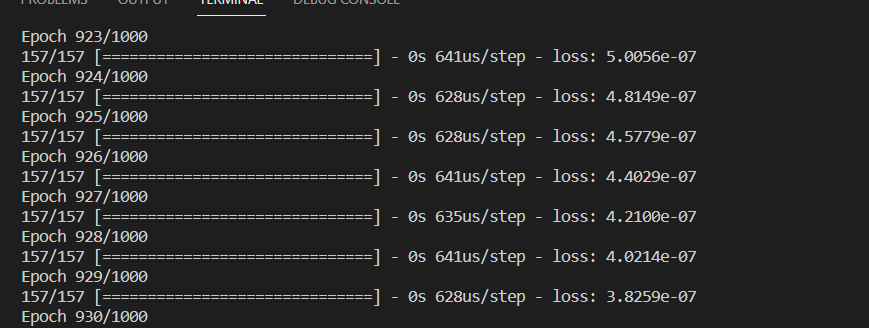 PROBLEMS OUTPUT TERMINAL DEBUG CONSOLE
Epoch 923/1000
157/157 [==============================] - 0s 641us/step - loss: 5.0056e-07
Epoch 924/1000
157/157 [==============================] - 0s 628us/step - loss: 4.8149e-07
Epoch 925/1000
157/157 [==============================] - 0s 628us/step - loss: 4.5779e-07
Epoch 926/1000
157/157 [==============================] - 0s 641us/step - loss: 4.4029e-07
Epoch 927/1000
157/157 [==============================] - 0s 635us/step - loss: 4.2100e-07
Epoch 928/1000
157/157 [==============================] - 0s 641us/step - loss: 4.0214e-07
Epoch 929/1000
157/157 [==============================] - 0s 628us/step - loss: 3.8259e-07
Epoch 930/1000